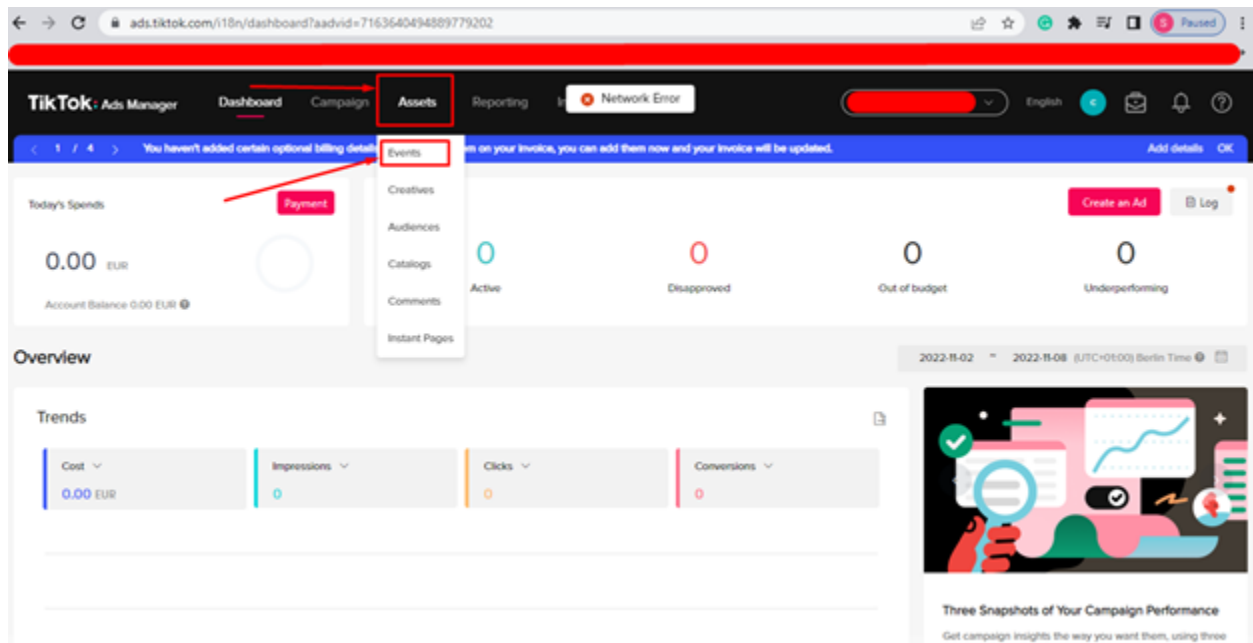 ads.tiktok.com/i18n/dashboard?aadvid=7163640494889779202
S Paused
TikTok: Ads Manager Dashboard Campaign Assets Reporting Network Error English C
1 / 4 You haven't added certain optional billing m on your invoice, you can add them now and your invoice will be updated. Add details OK
Events
Creatives
Audiences
Catalogs
Comments
Instant Pages
Today's Spends Payment
0.00 EUR
Account Balance 0.00 EUR
Create an Ad Log
0 0 0 0
Active Disapproved Out of budget Underperforming
Overview
2022-11-02 ~ 2022-11-08 (UTC+01:00) Berlin Time
Trends
Cost Impressions Clicks Conversions
0.00 EUR 0 0 0
Three Snapshots of Your Campaign Performance
Get campaign insights the way you want them, using three